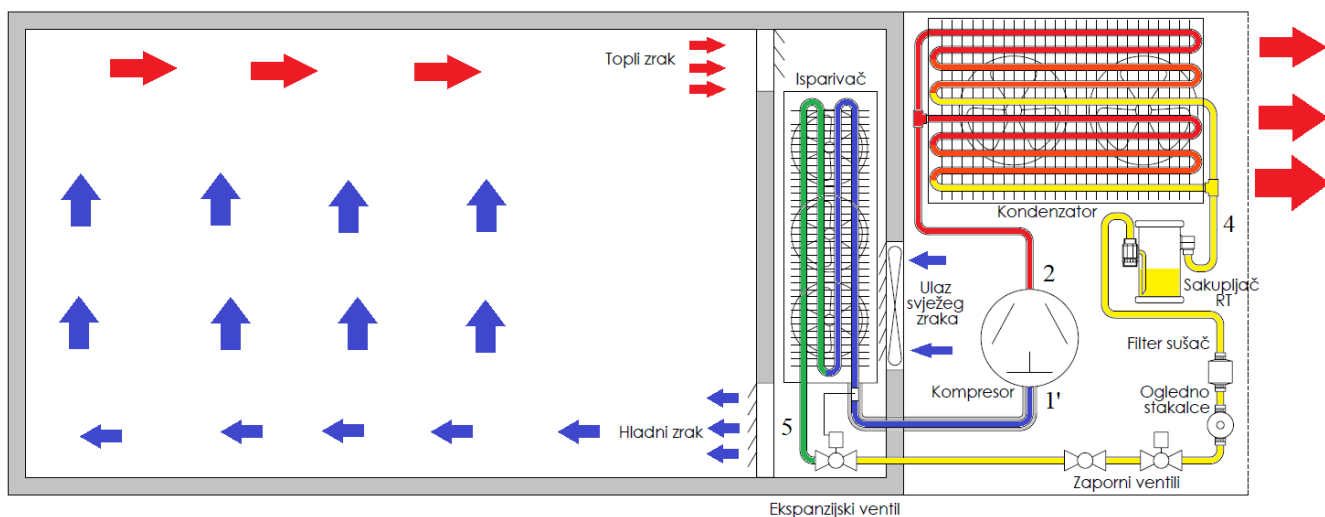 Topli zrak
Isparivač
Kondenzator
4
2
Sakupljač
RT
Ulaz
svježeg
zraka
Filter sušač
Kompresor
1'
Ogledno
stakalce
Hladni zrak
5
Zaporni ventili
Ekspanzijski ventil